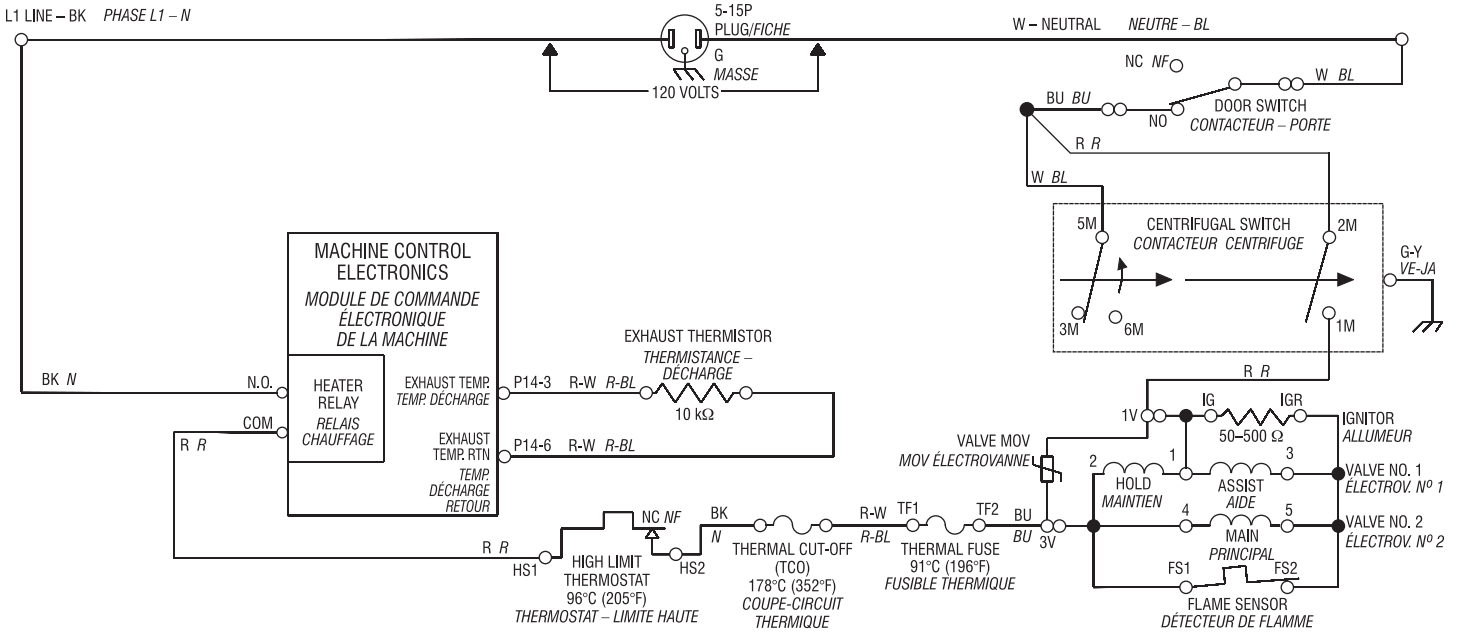 L1 LINE – BK PHASE L1 – N
5-15P
PLUG/FICHE
G
MASSE
120 VOLTS
W – NEUTRAL NEUTRE – BL
NC NF
W BL
BU BU
NO
DOOR SWITCH
CONTACTEUR – PORTE
R R
W BL
5M
CENTRIFUGAL SWITCH
CONTACTEUR CENTRIFUGE
2M
G-Y
VE-JA
3M
6M
1M
R R
MACHINE CONTROL
ELECTRONICS
MODULE DE COMMANDE
ÉLECTRONIQUE
DE LA MACHINE
BK N
N.O.
COM
R R
HEATER
RELAY
RELAIS
CHAUFFAGE
EXHAUST TEMP.
TEMP. DÉCHARGE
P14-3
R-W R-BL
EXHAUST THERMISTOR
THERMISTANCE –
DÉCHARGE
10 kΩ
EXHAUST
TEMP. RTN
TEMP.
DÉCHARGE
RETOUR
P14-6
R-W R-BL
1V
IG
IGR
50–500 Ω
IGNITOR
ALLUMEUR
VALVE MOV
MOV ÉLECTROVANNE
2
1
3
HOLD
MAINTIEN
ASSIST
AIDE
VALVE NO. 1
ÉLECTROV. Nº 1
4
5
MAIN
PRINCIPAL
VALVE NO. 2
ÉLECTROV. Nº 2
FS1
FS2
FLAME SENSOR
DÉTECTEUR DE FLAMME
R R
HS1
NC NF
HS2
HIGH LIMIT
THERMOSTAT
96°C (205°F)
THERMOSTAT – LIMITE HAUTE
BK
N
THERMAL CUT-OFF
(TCO)
178°C (352°F)
COUPE-CIRCUIT
THERMIQUE
R-W
R-BL
TF1
TF2
THERMAL FUSE
91°C (196°F)
FUSIBLE THERMIQUE
BU
BU
3V